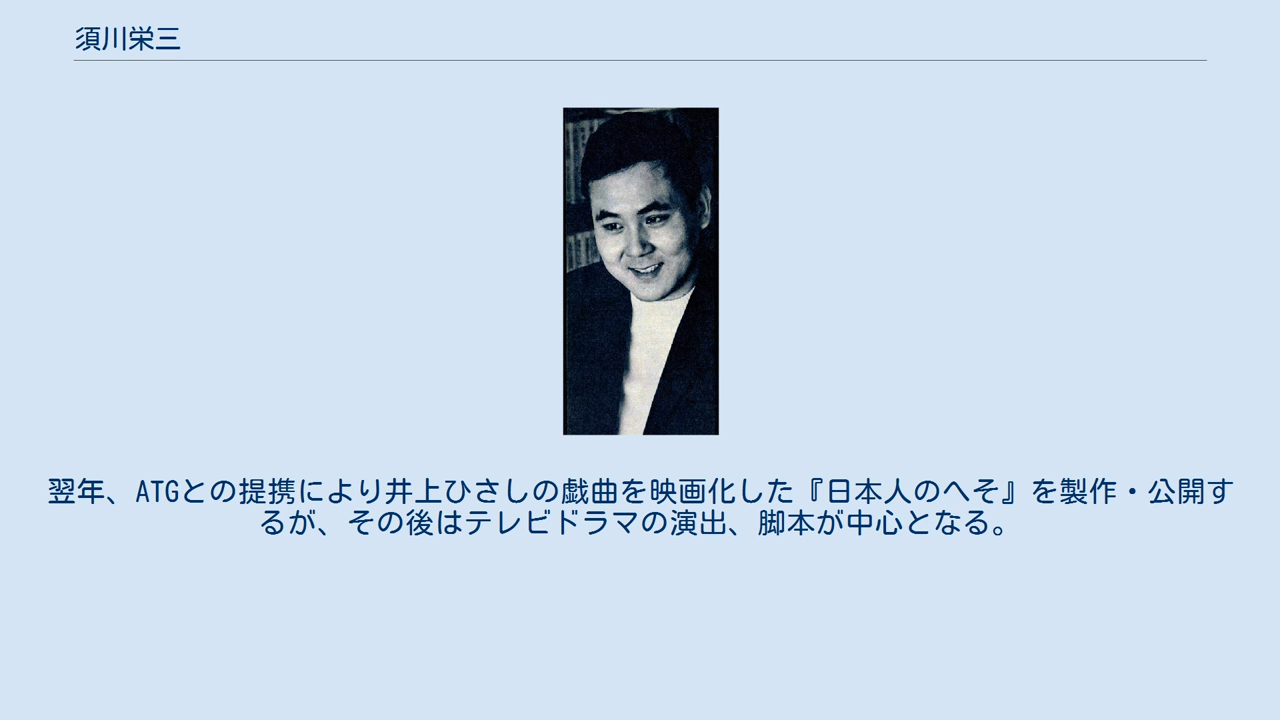 須川栄三
翌年、ATGとの提携により井上ひさしの戯曲を映画化した『日本人のへそ』を製作・公開す
るが、その後はテレビドラマの演出、脚本が中心となる。